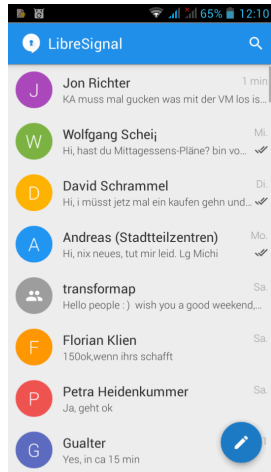 65% 12:10
LibreSignal
J Jon Richter 1 min
KA muss mal gucken was mit der VM los is...
W Wolfgang Schei¡ Mi.
Hi, hast du Mittagessens-Pläne? bin vo...
D David Schrammel Di.
Hi, i müsst jetz mal ein kaufen gehn und...
A Andreas (Stadtteilzentren) Mo.
Hi, nix neues, tut mir leid. Lg Michi
transformap Sa.
Hello people : ) wish you a good weekend,...
F Florian Klien Sa.
150ok,wenn ihrs schafft
P Petra Heidenkummer Sa.
Ja, geht ok
G Gualter
Yes, in ca 15 min